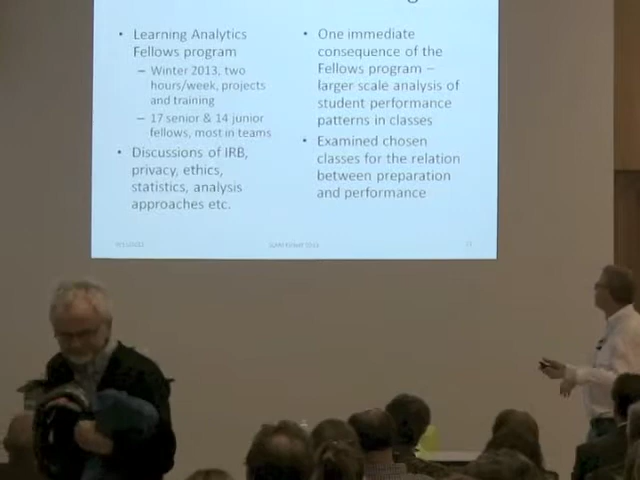 • Learning Analytics
Fellows program
– Winter 2013, two
hours/week, projects
and training
– 17 senior & 14 junior
fellows, most in teams
• Discussions of IRB,
privacy, ethics,
statistics, analysis
approaches etc.
• One immediate
consequence of the
Fellows program –
larger scale analysis of
student performance
patterns in classes
• Examined chosen
classes for the relation
between preparation
and performance